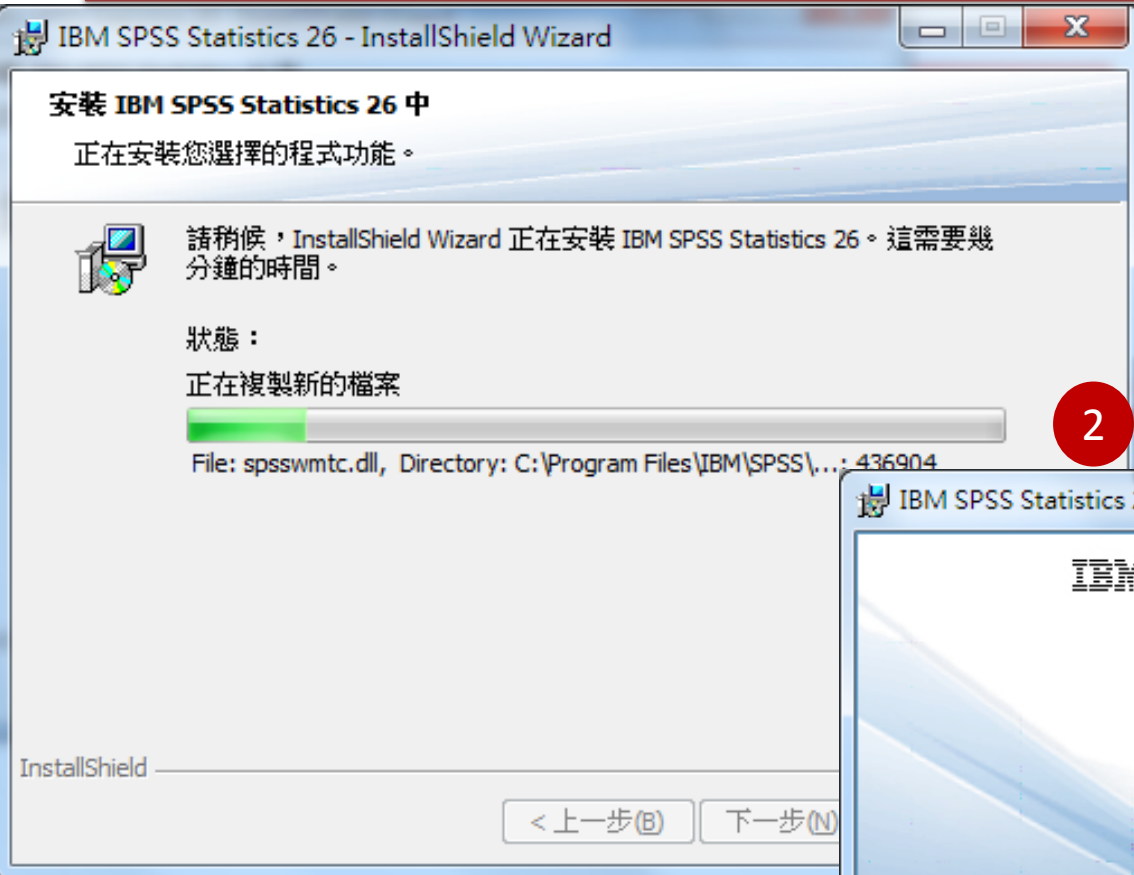 IBM SPSS Statistics 26 - InstallShield Wizard
安裝 IBM SPSS Statistics 26 中
正在安裝您選擇的程式功能。
請稍候，InstallShield Wizard 正在安裝 IBM SPSS Statistics 26。這需要幾
分鐘的時間。
狀態：
正在複製新的檔案
2
File: spsswmtc.dll, Directory: C:\Program Files\IBM\SPSS\...: 436904
IBM SPSS Statistics
IBM
InstallShield
< 上一步(B)
下一步(N)